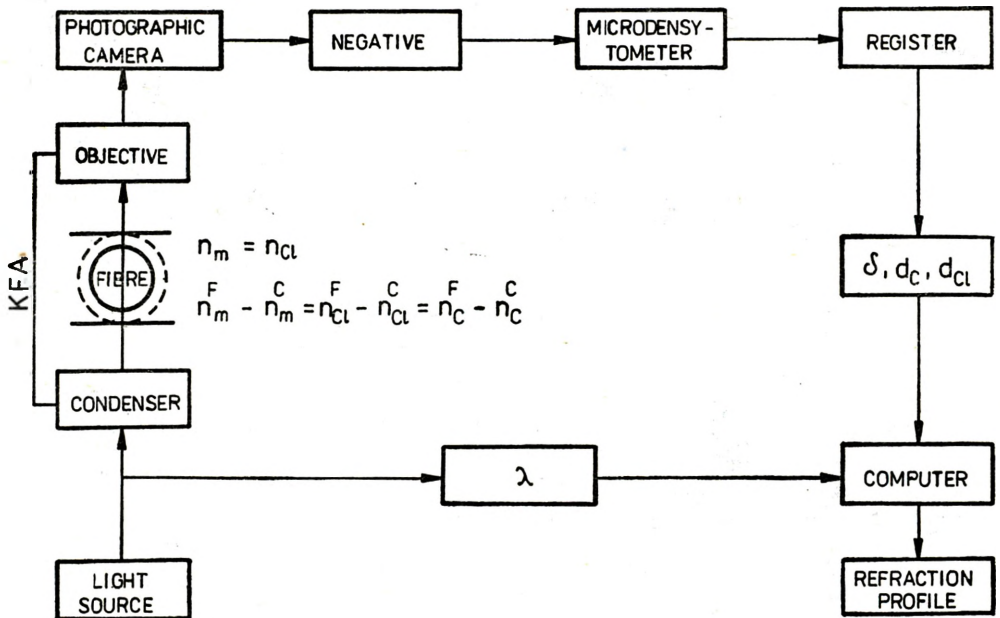 PHOTOGRAPHIC
CAMERA
NEGATIVE
MICRODENSY-
TOMETER
REGISTER
OBJECTIVE
KFA
FIBRE
n_m = n_Cl
n_m^F - n_m^C = n_Cl^F - n_Cl^C = n_C^F - n_C^C
δ, d_C, d_Cl
CONDENSER
λ
COMPUTER
LIGHT
SOURCE
REFRACTION
PROFILE